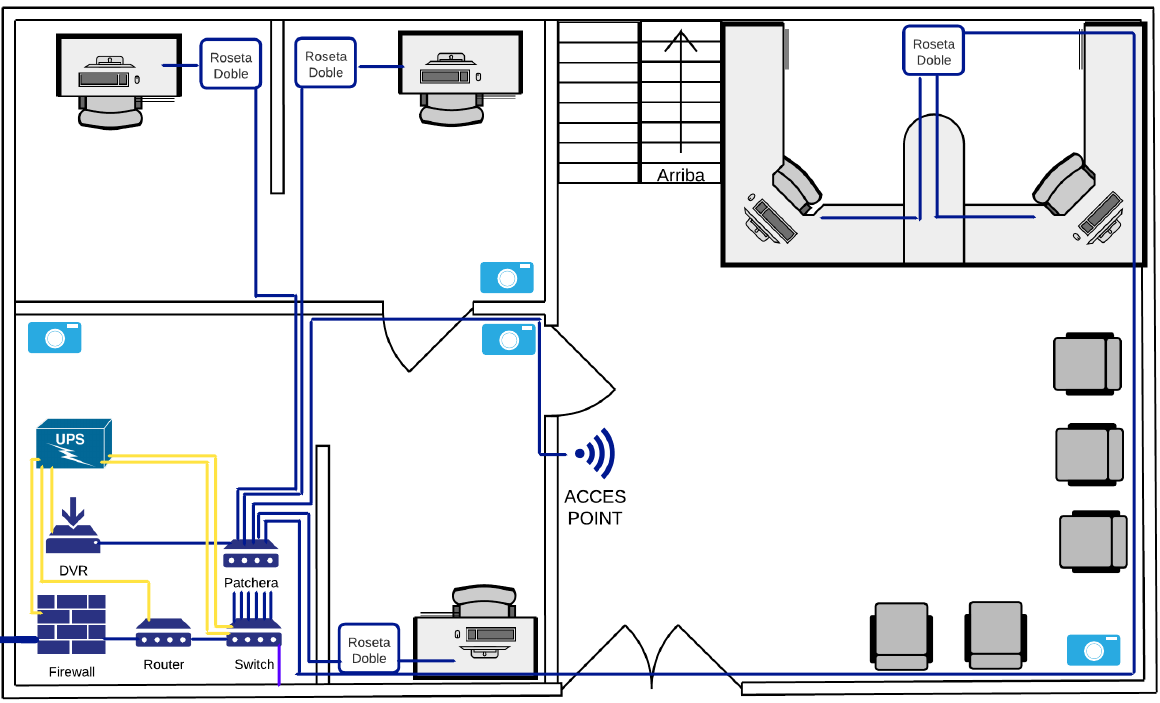 Roseta
Doble
Roseta
Doble
Roseta
Doble
Arriba
UPS
ACCES
POINT
DVR
Patchera
Firewall
Router
Switch
Roseta
Doble